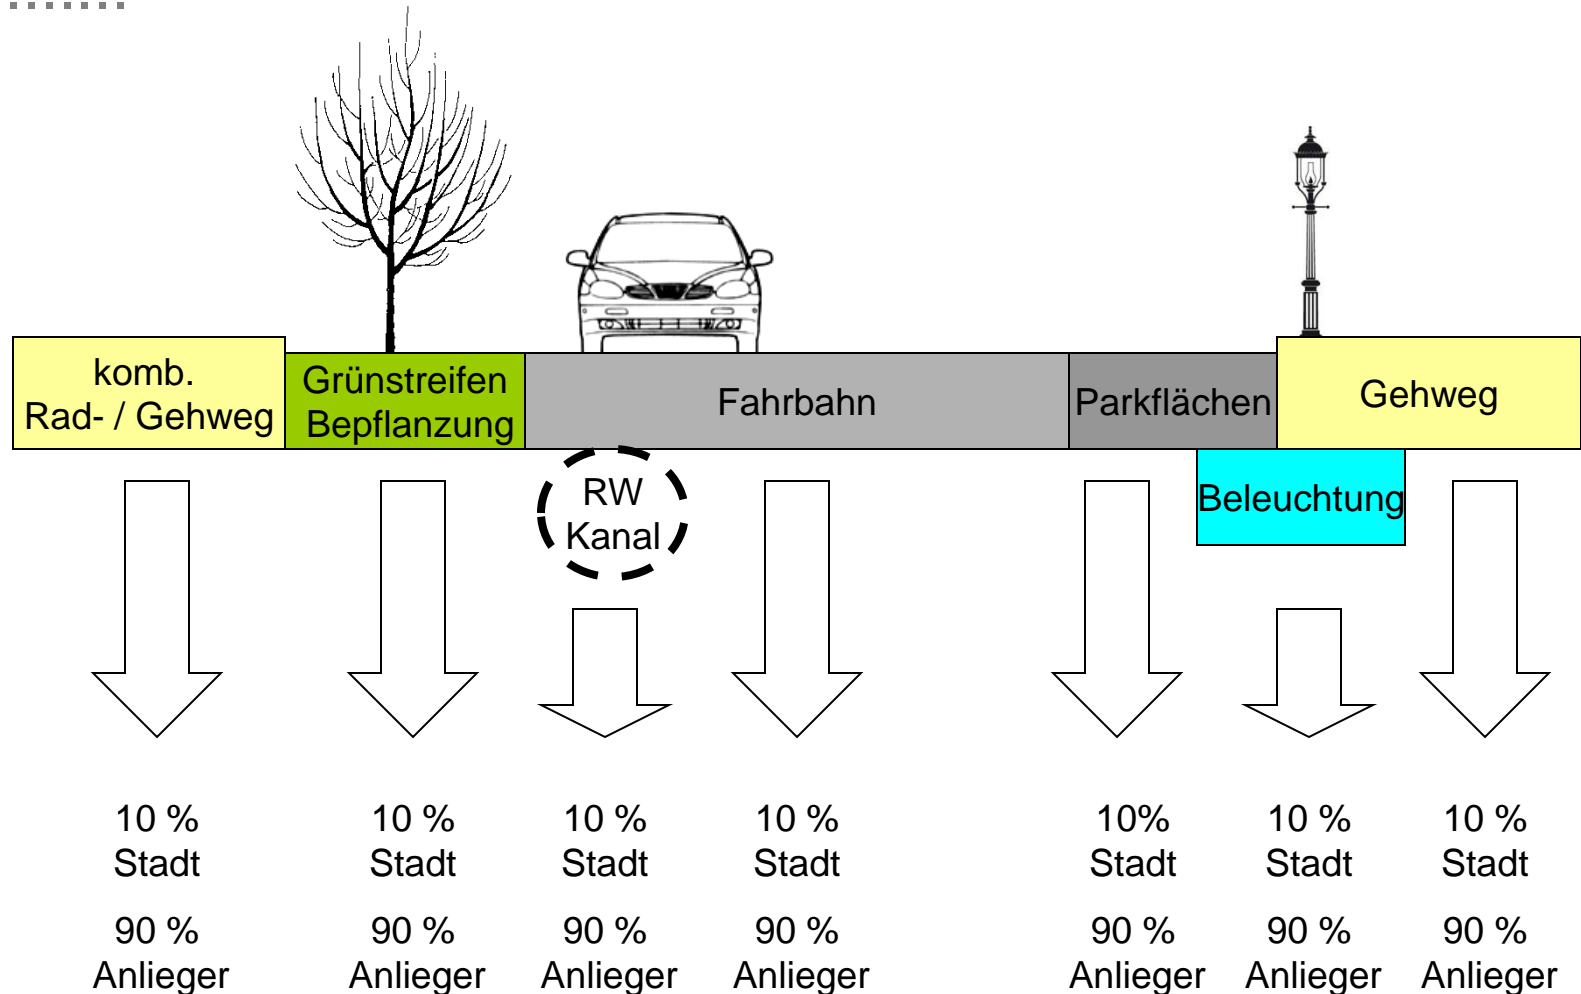 komb.
Rad- / Gehweg
Grünstreifen
Bepflanzung
Fahrbahn
Parkflächen
Gehweg
RW
Kanal
Beleuchtung
10 %
Stadt
90 %
Anlieger
10 %
Stadt
90 %
Anlieger
10 %
Stadt
90 %
Anlieger
10 %
Stadt
90 %
Anlieger
10%
Stadt
90 %
Anlieger
10 %
Stadt
90 %
Anlieger
10 %
Stadt
90 %
Anlieger